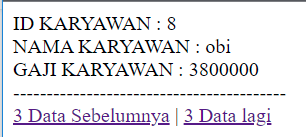 ID KARYAWAN : 8
NAMA KARYAWAN : obi
GAJI KARYAWAN : 3800000
-----------------------------------------
3 Data Sebelumnya | 3 Data lagi